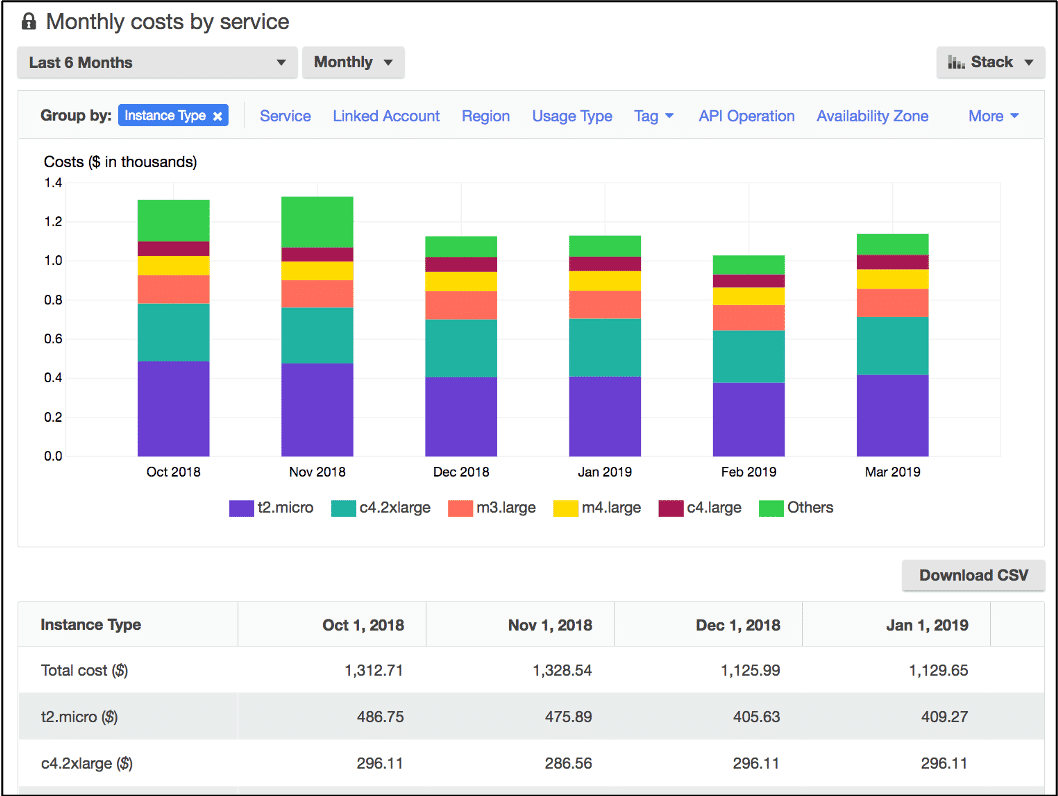 Monthly costs by service
Last 6 Months Monthly Stack
Group by: Instance Type × Service Linked Account Region Usage Type Tag API Operation Availability Zone More
Costs ($ in thousands)
1.4
1.2
1.0
0.8
0.6
0.4
0.2
0.0
Oct 2018 Nov 2018 Dec 2018 Jan 2019 Feb 2019 Mar 2019
t2.micro c4.2xlarge m3.large m4.large c4.large Others
Download CSV
Instance Type Oct 1, 2018 Nov 1, 2018 Dec 1, 2018 Jan 1, 2019
Total cost ($) 1,312.71 1,328.54 1,125.99 1,129.65
t2.micro ($) 486.75 475.89 405.63 409.27
c4.2xlarge ($) 296.11 286.56 296.11 296.11